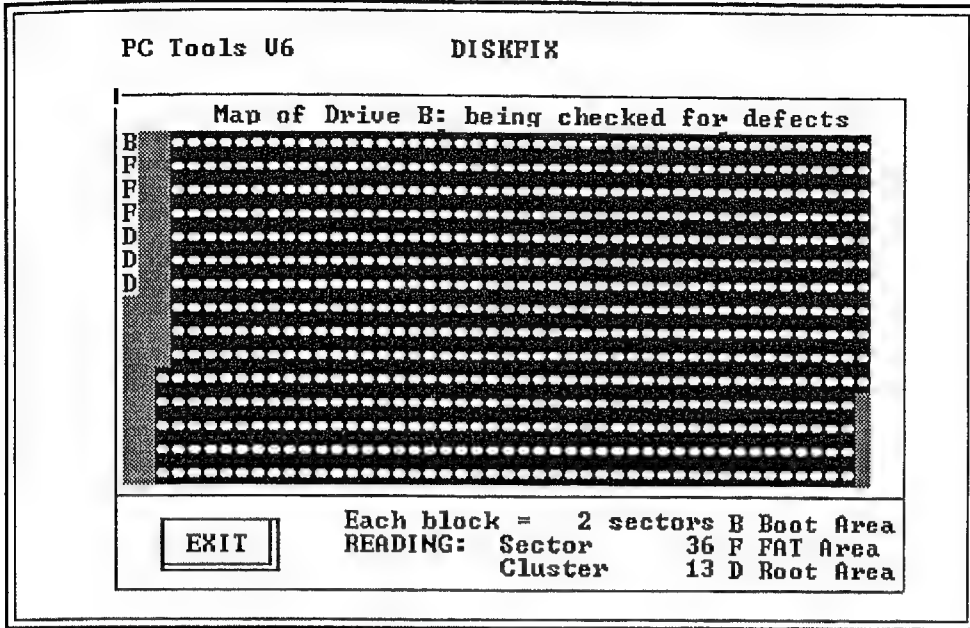 PC Tools V6 DISKFIX
Map of Drive B: being checked for defects
B
F
F
F
D
D
D
Each block = 2 sectors B Boot Area
EXIT READING: Sector 36 F FAT Area
Cluster 13 D Root Area